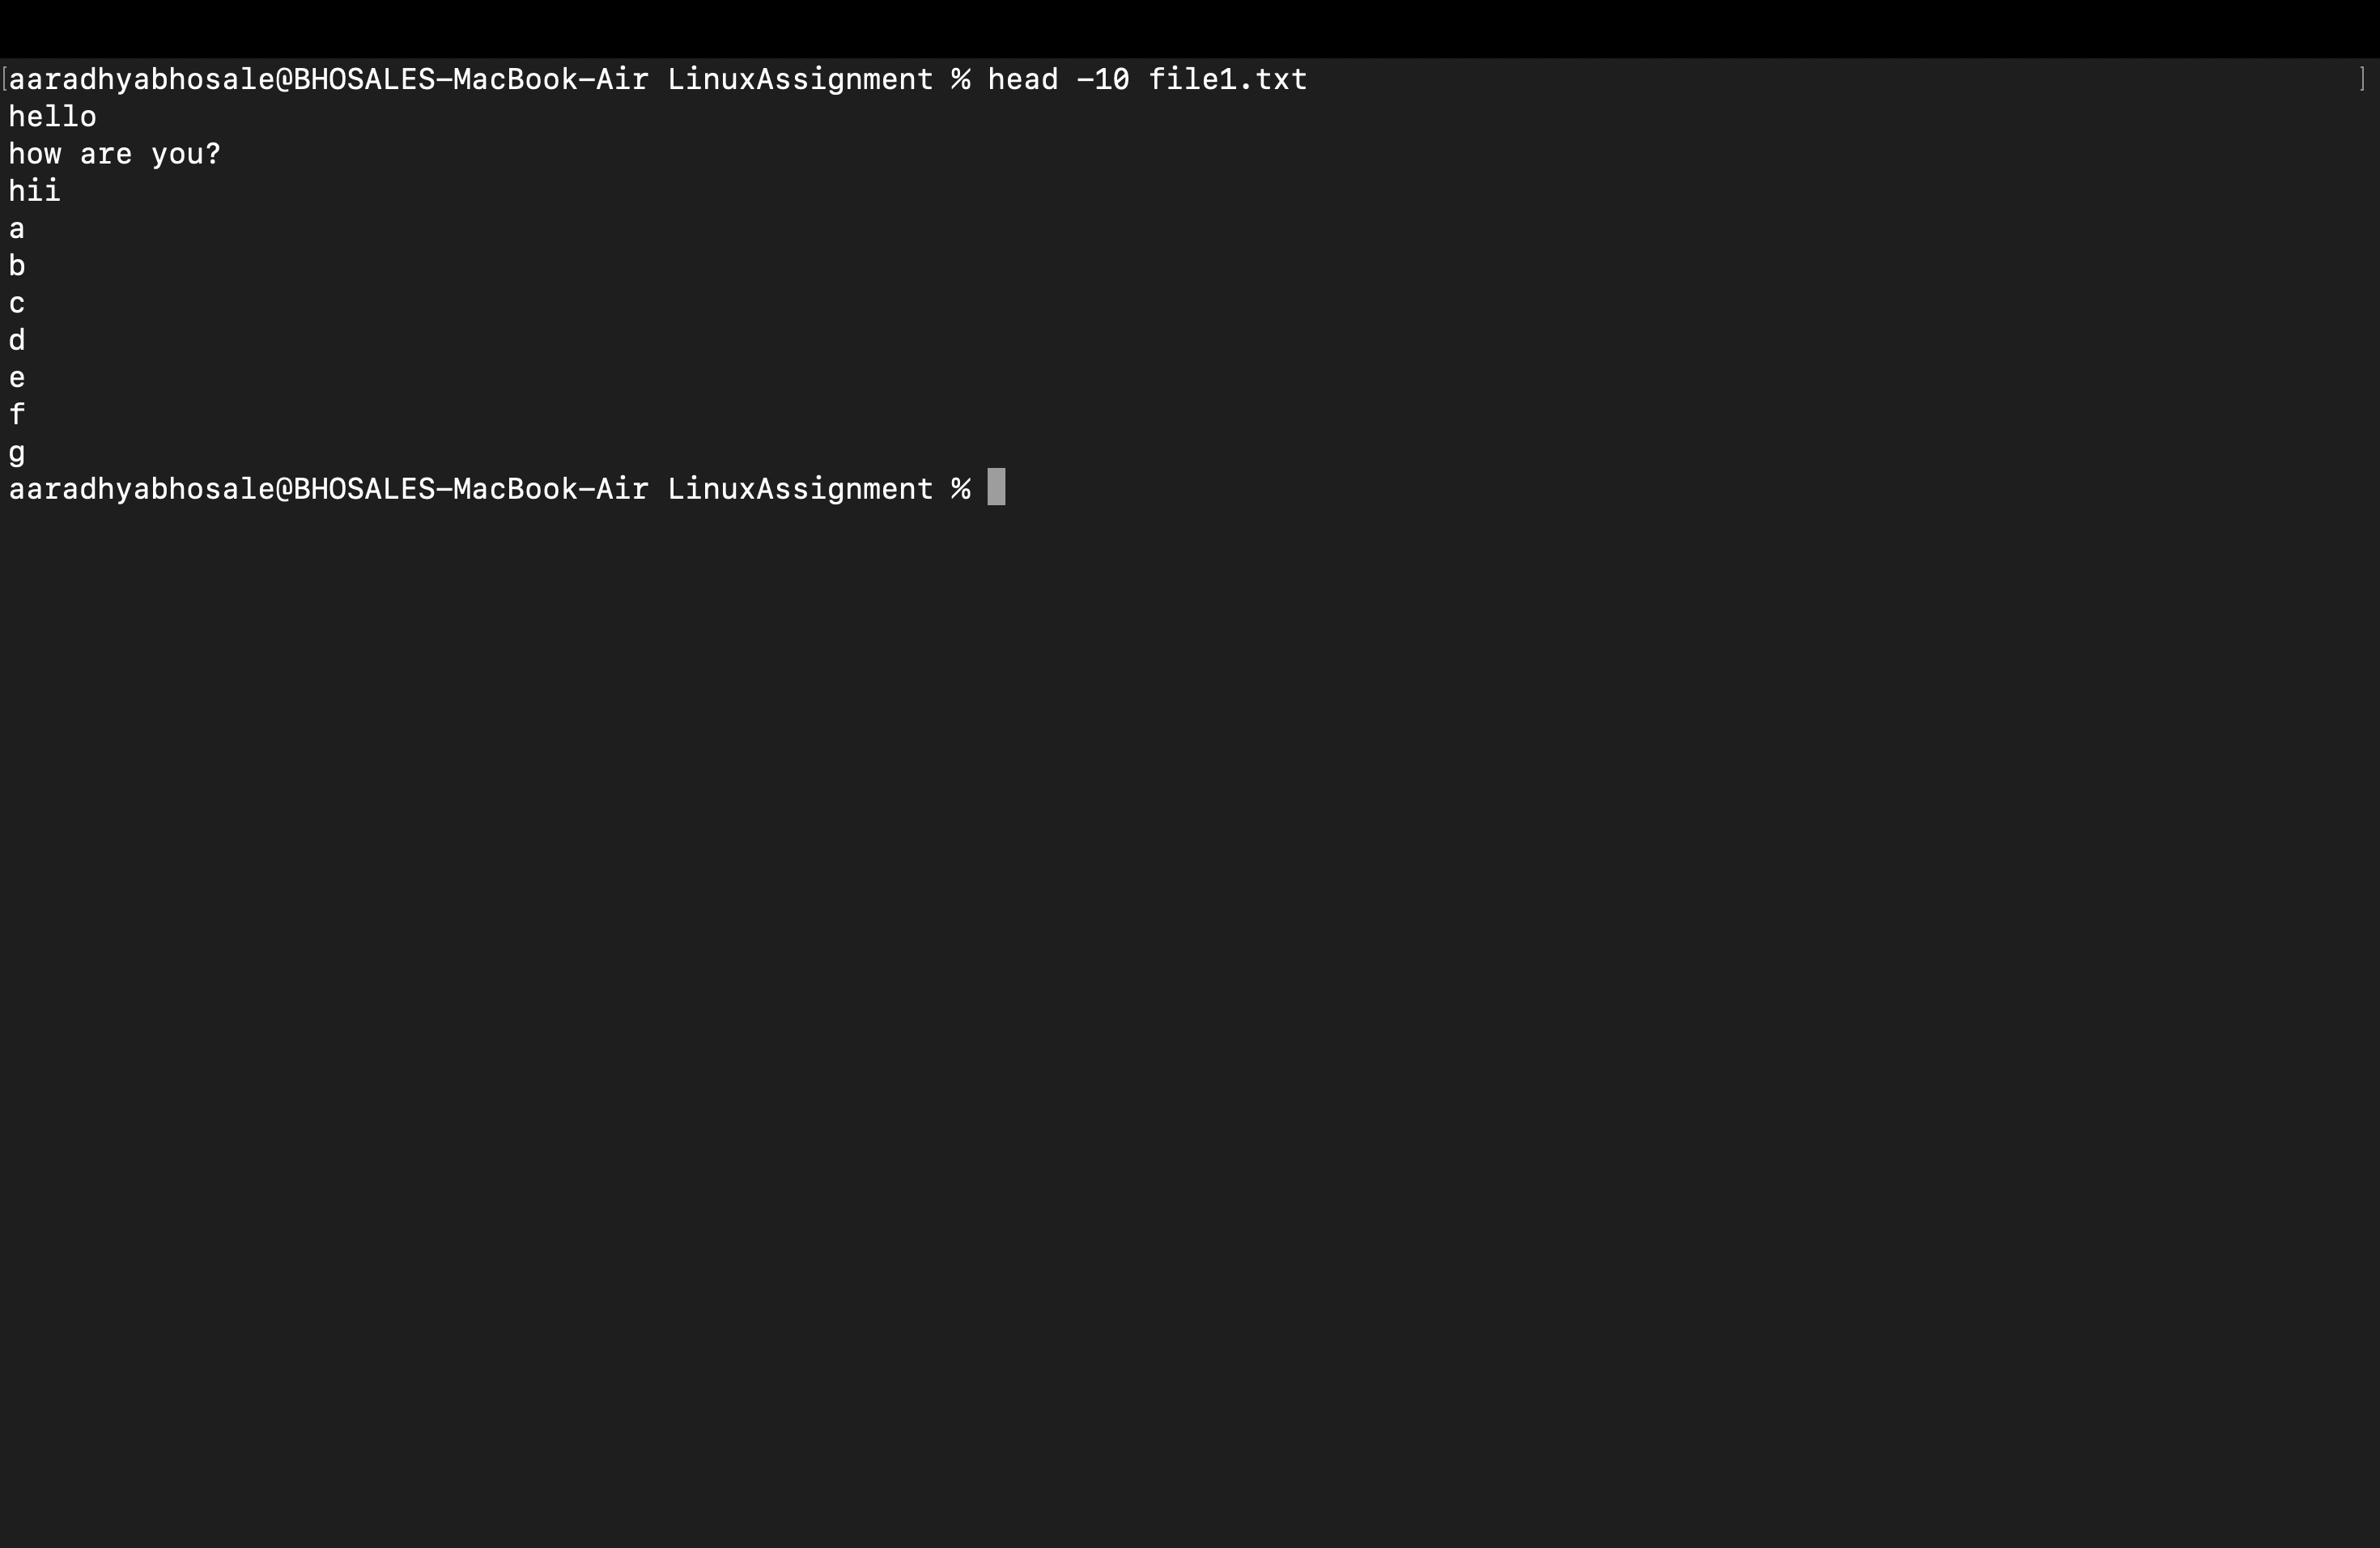 [aaradhyabhosale@BHOSALES-MacBook-Air LinuxAssignment % head -10 file1.txt ]
hello
how are you?
hii
a
b
c
d
e
f
g
aaradhyabhosale@BHOSALES-MacBook-Air LinuxAssignment %